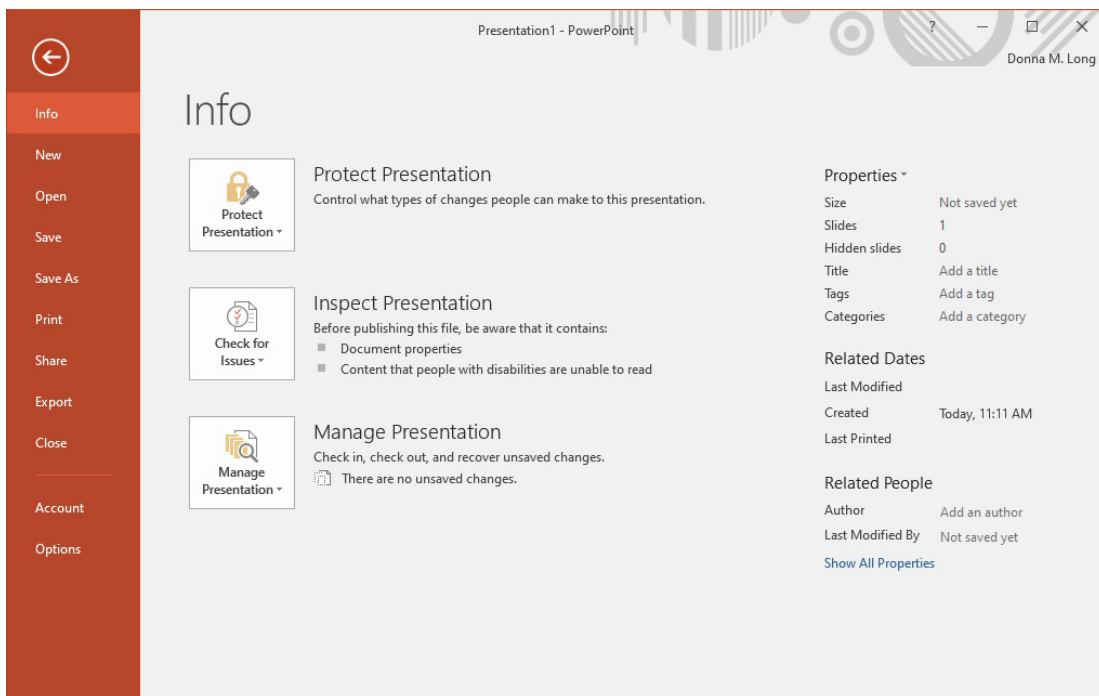 Presentation1 - PowerPoint
?
Donna M. Long
Info
New
Open
Save
Save As
Print
Share
Export
Close
Account
Options
Info
Protect
Presentation
Protect Presentation
Control what types of changes people can make to this presentation.
Check for
Issues
Inspect Presentation
Before publishing this file, be aware that it contains:
Document properties
Content that people with disabilities are unable to read
Manage
Presentation
Manage Presentation
Check in, check out, and recover unsaved changes.
There are no unsaved changes.
Properties
Size Not saved yet
Slides 1
Hidden slides 0
Title Add a title
Tags Add a tag
Categories Add a category
Related Dates
Last Modified
Created Today, 11:11 AM
Last Printed
Related People
Author Add an author
Last Modified By Not saved yet
Show All Properties